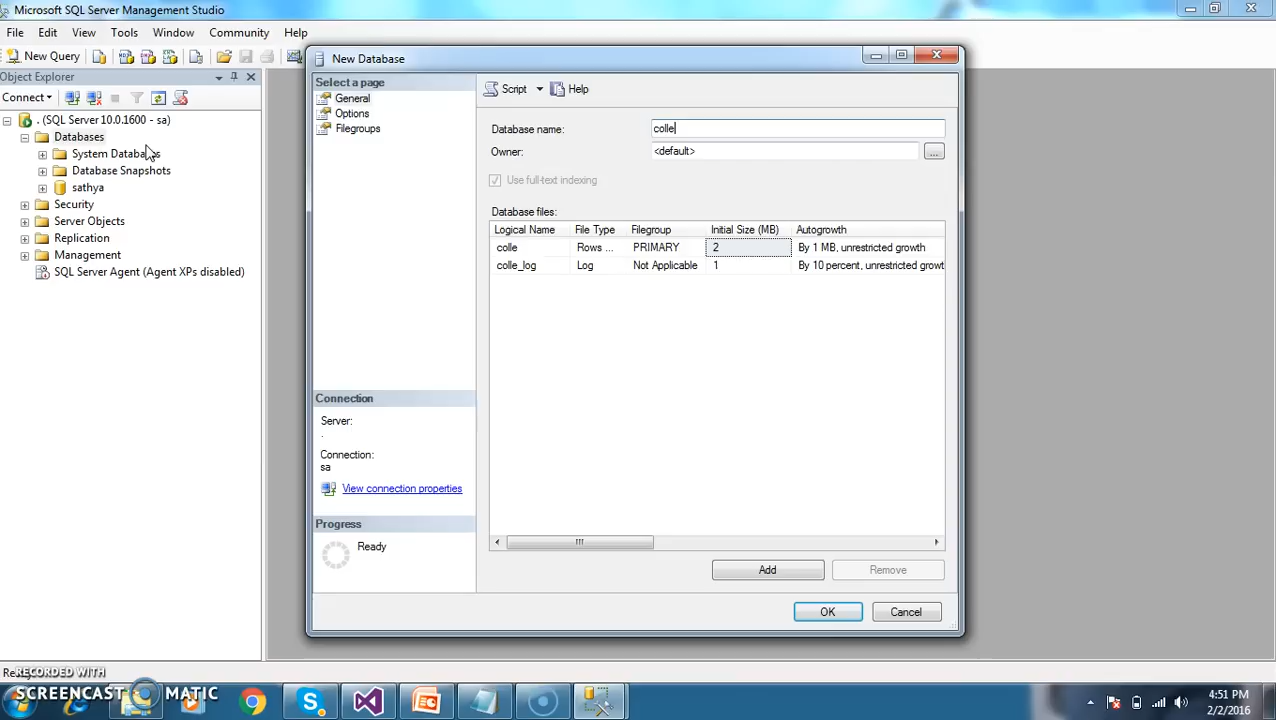 Microsoft SQL Server Management Studio
File Edit View Tools Window Community Help
New Query
Object Explorer
Connect
. (SQL Server 10.0.1600 - sa)
Databases
System Databases
Database Snapshots
sathya
Security
Server Objects
Replication
Management
SQL Server Agent (Agent XPs disabled)
New Database
Select a page
General
Options
Filegroups
Script Help
Database name: colle
Owner: <default>
...
Use full-text indexing
Database files:
Logical Name File Type Filegroup Initial Size (MB) Autogrowth
colle Rows ... PRIMARY 2 By 1 MB, unrestricted growth
colle_log Log Not Applicable 1 By 10 percent, unrestricted growt
Connection
Server:
.
Connection:
sa
View connection properties
Progress
Ready
Add Remove
OK Cancel
RECORDED WITH
SCREENCAST MATIC
4:51 PM
2/2/2016